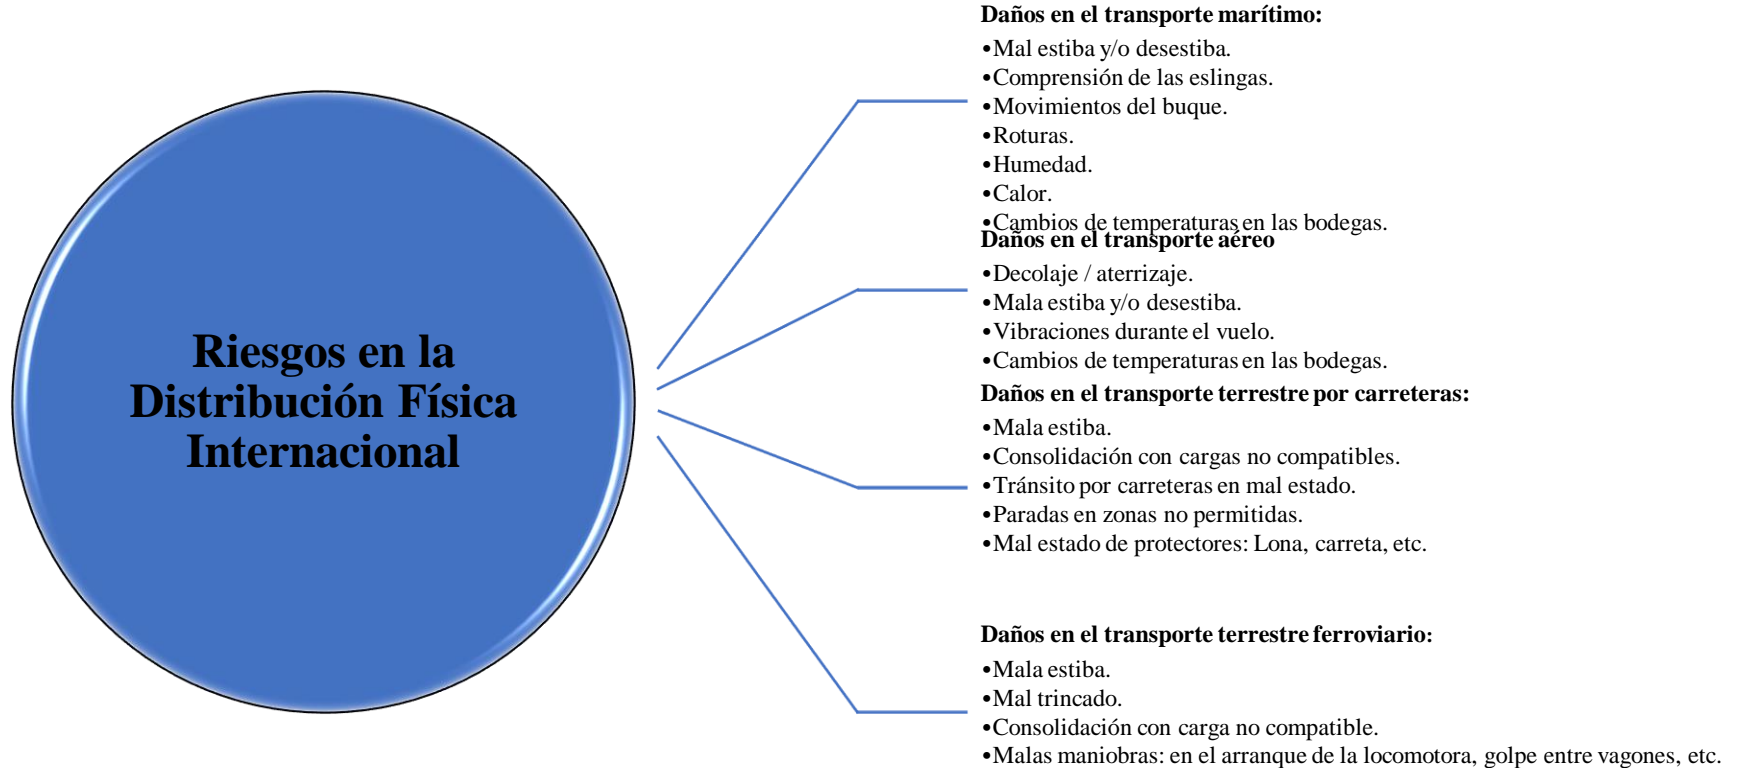 Riesgos en la
Distribución Física
Internacional
Daños en el transporte marítimo:
•Mal estiba y/o desestiba.
•Comprensión de las eslingas.
•Movimientos del buque.
•Roturas.
•Humedad.
•Calor.
•Cambios de temperaturas en las bodegas.
Daños en el transporte aéreo
•Decolaje / aterrizaje.
•Mala estiba y/o desestiba.
•Vibraciones durante el vuelo.
•Cambios de temperaturas en las bodegas.
Daños en el transporte terrestre por carreteras:
•Mala estiba.
•Consolidación con cargas no compatibles.
•Tránsito por carreteras en mal estado.
•Paradas en zonas no permitidas.
•Mal estado de protectores: Lona, carreta, etc.
Daños en el transporte terrestre ferroviario:
•Mala estiba.
•Mal trincado.
•Consolidación con carga no compatible.
•Malas maniobras: en el arranque de la locomotora, golpe entre vagones, etc.